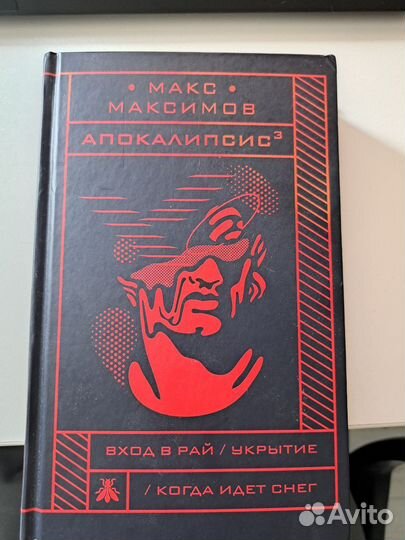 • МАКС •
МАКСИМОВ
АПОКАЛИПСИС³
ВХОД В РАЙ / УКРЫТИЕ
/ КОГДА ИДЕТ СНЕГ
Avito